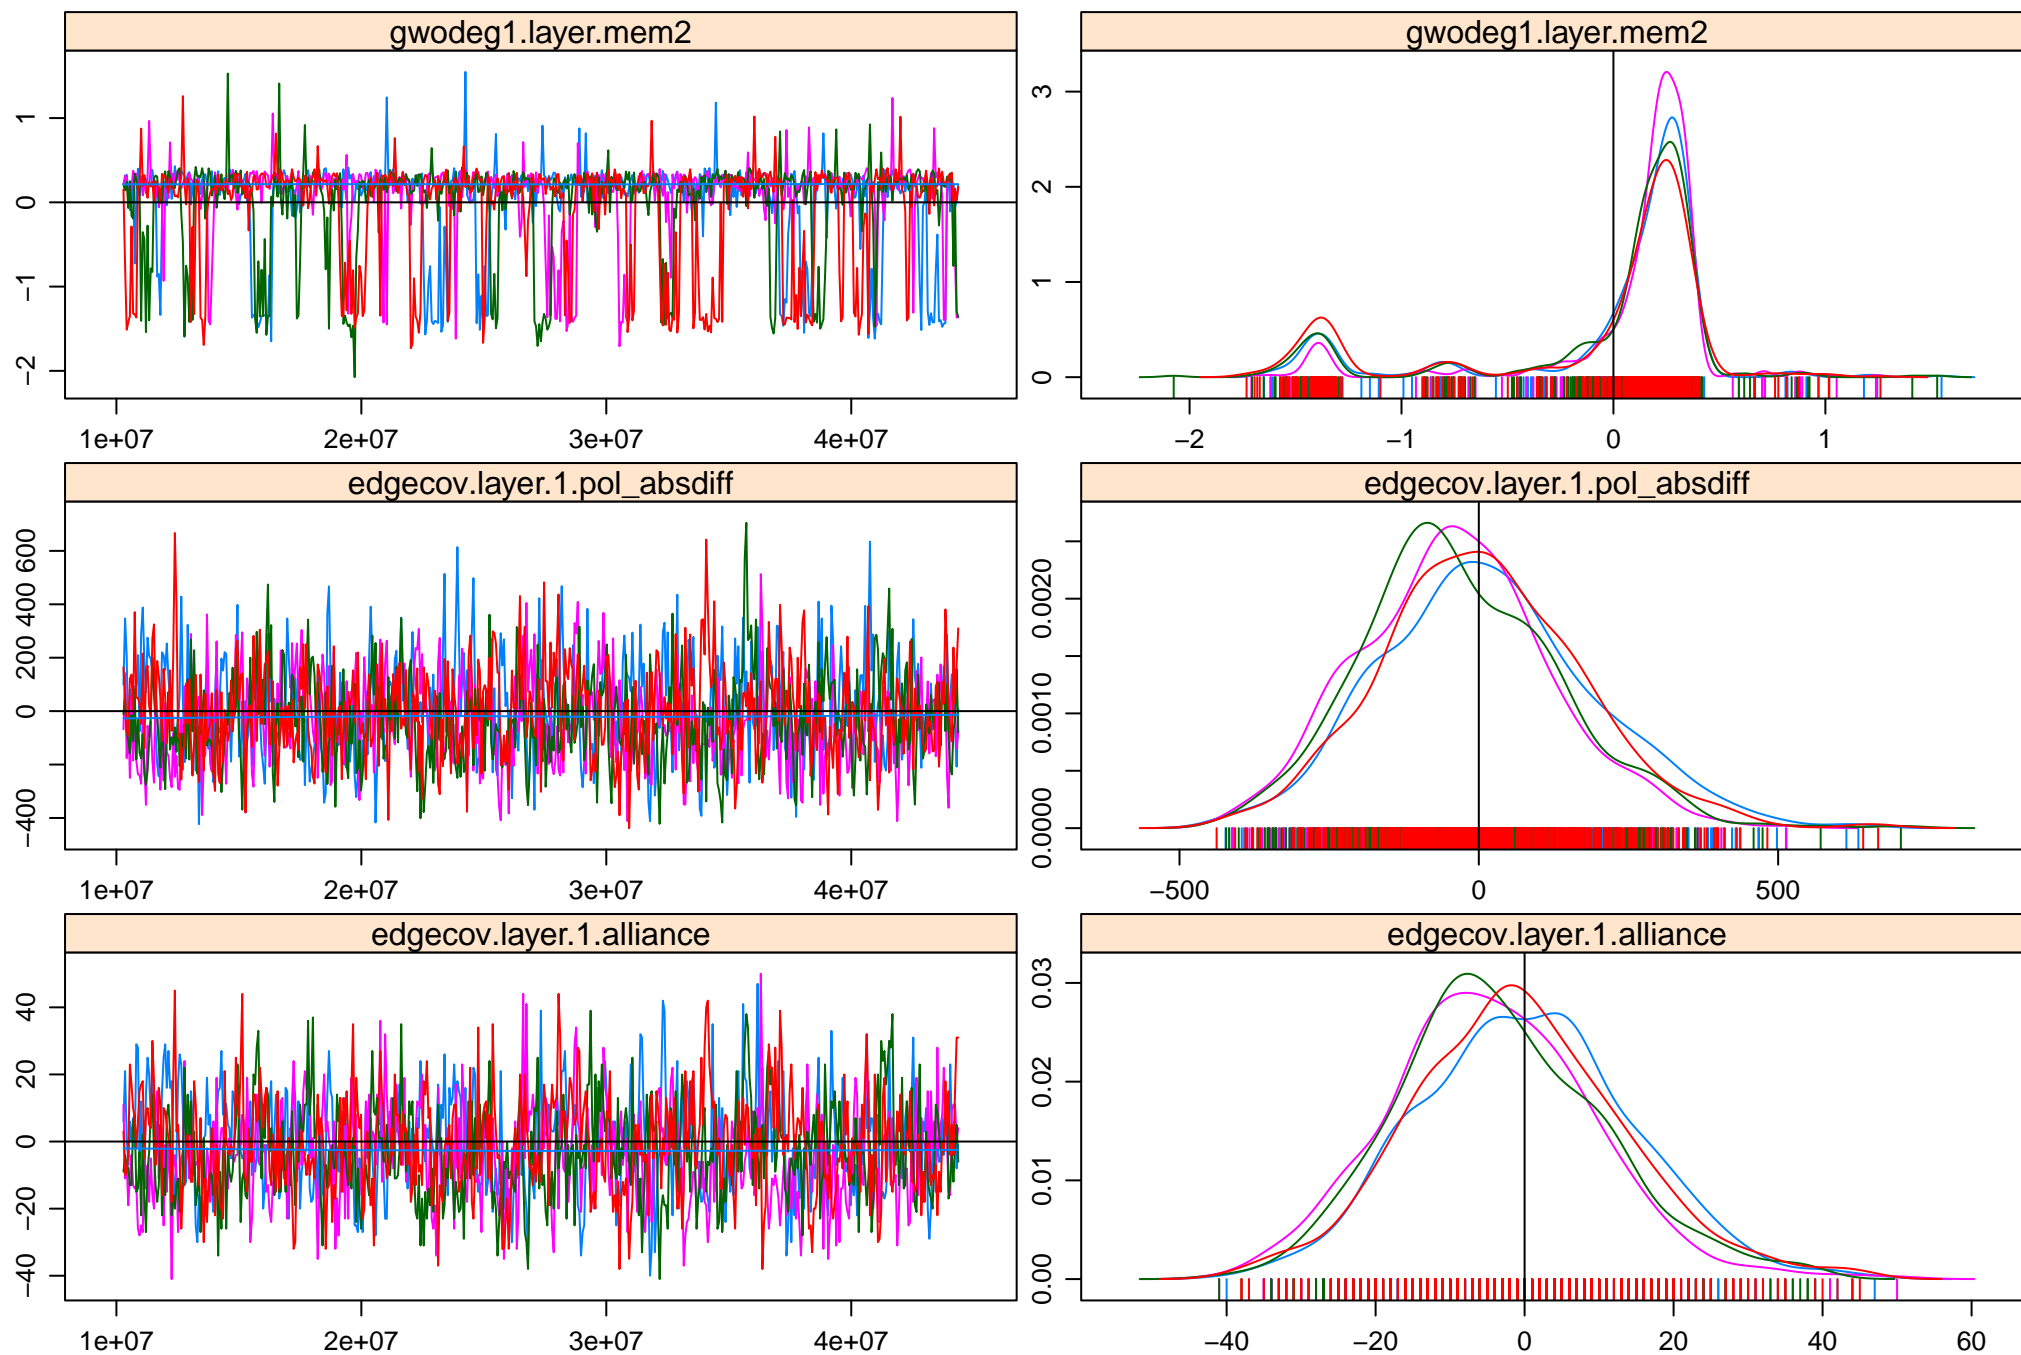 gwodeg1.layer.mem2 gwodeg1.layer.mem2
1 0 −1 −2
3 2 1 0
1e+07 2e+07 3e+07 4e+07
−2 −1 0 1
edgecov.layer.1.pol_absdiff edgecov.layer.1.pol_absdiff
600 400 200 0 −400
0.0020 0.0010 0.0000
1e+07 2e+07 3e+07 4e+07
−500 0 500
edgecov.layer.1.alliance edgecov.layer.1.alliance
40 20 0 −20 −40
0.03 0.02 0.01 0.00
1e+07 2e+07 3e+07 4e+07
−40 −20 0 20 40 60